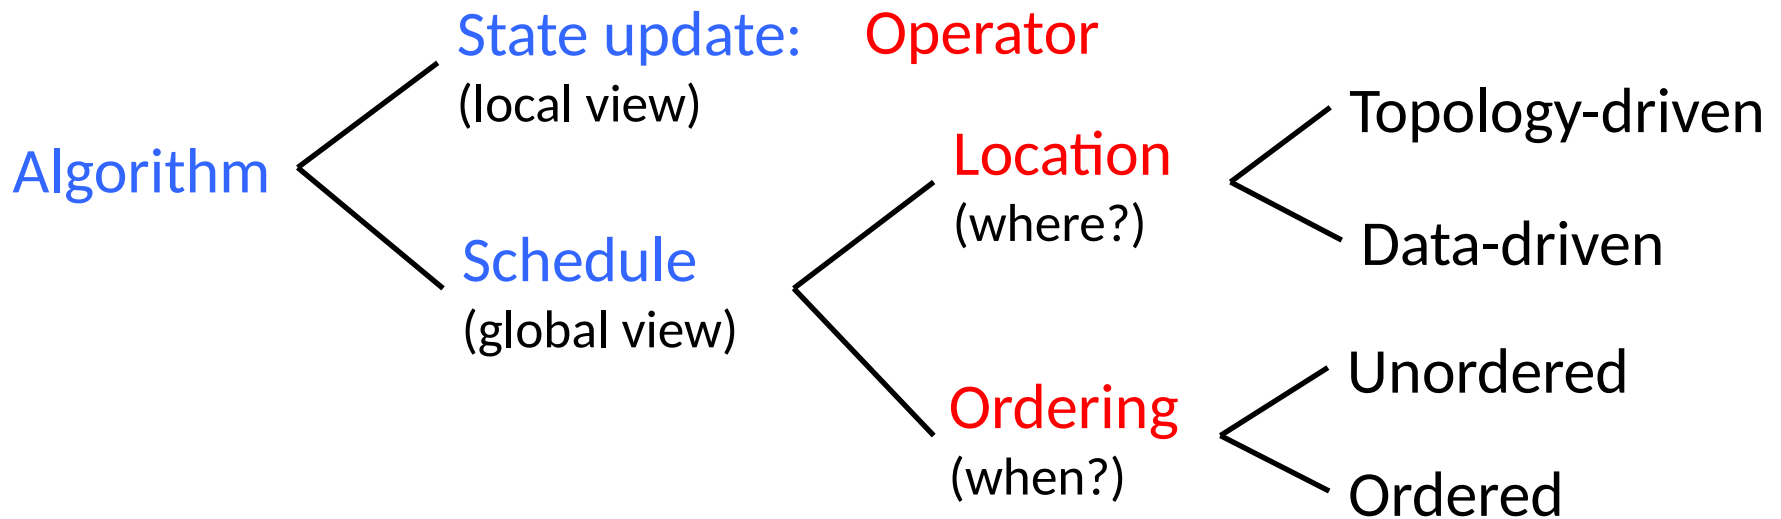 State update: Operator
(local view)
Algorithm
Schedule
(global view)
Location
(where?)
Topology-driven
Data-driven
Ordering
(when?)
Unordered
Ordered